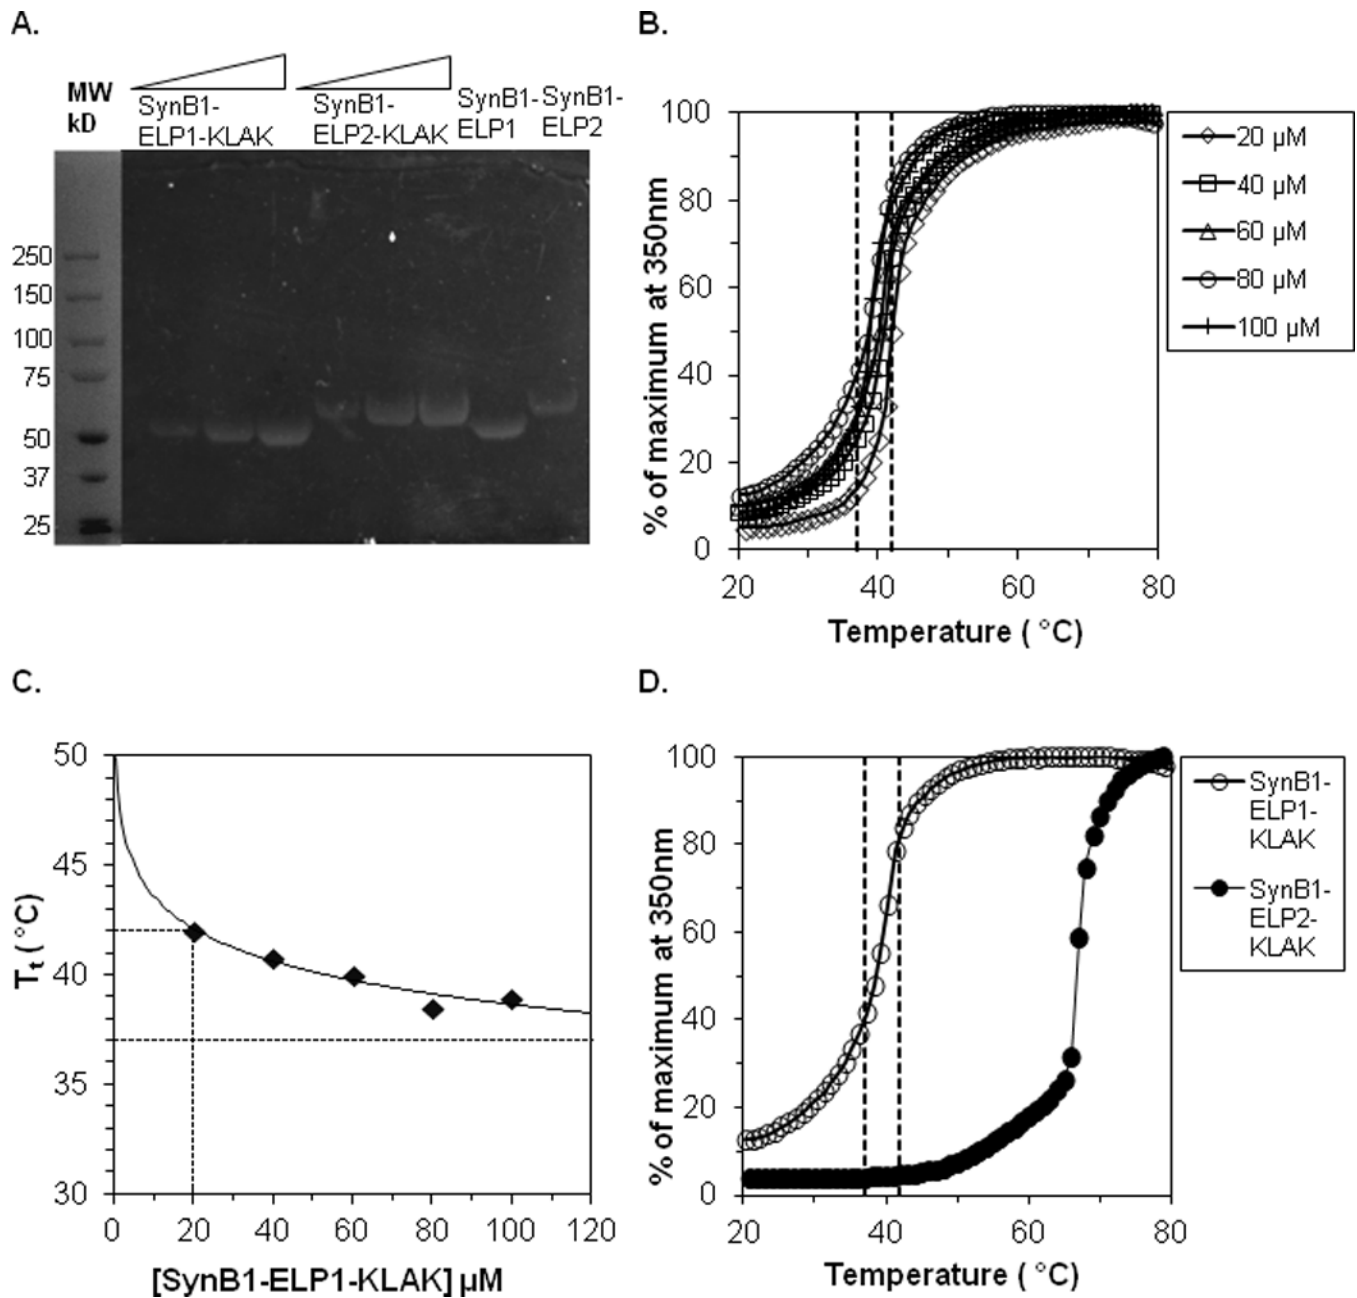 A.
MW
kD
SynB1-
ELP1-KLAK
SynB1-
ELP2-KLAK
SynB1-
ELP1
SynB1-
ELP2
250
150
100
75
50
37
25
B.
% of maximum at 350nm
100
80
60
40
20
0
20 40 60 80
Temperature ( °C)
20 µM
40 µM
60 µM
80 µM
100 µM
C.
Tt (°C)
50
45
40
35
30
0 20 40 60 80 100 120
[SynB1-ELP1-KLAK] µM
D.
% of maximum at 350nm
100
80
60
40
20
0
20 40 60 80
Temperature ( °C)
SynB1-
ELP1-
KLAK
SynB1-
ELP2-
KLAK